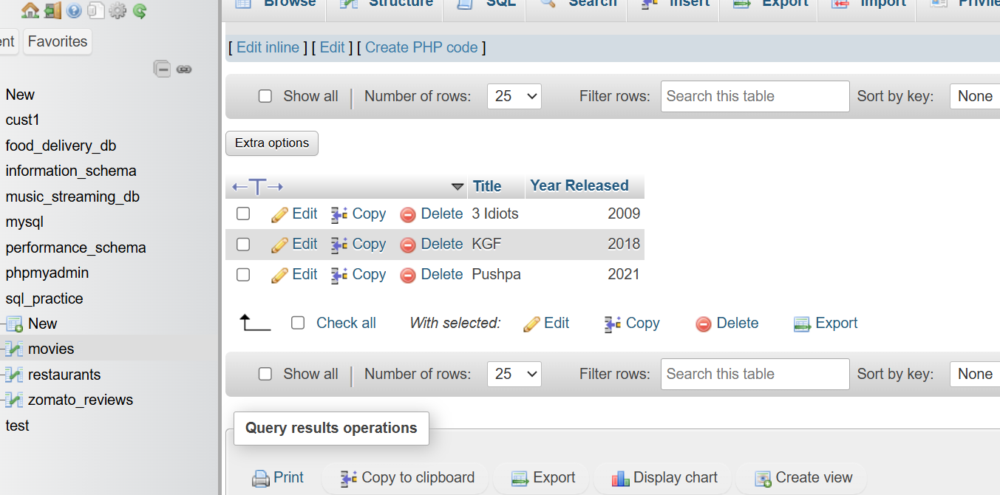 Browse Structure SQL Search Insert Export Import
ent Favorites
[ Edit inline ] [ Edit ] [ Create PHP code ]
Show all | Number of rows: 25 Filter rows: Search this table Sort by key: None
Extra options
New
cust1
food_delivery_db
information_schema
music_streaming_db
mysql
performance_schema
phpmyadmin
sql_practice
New
movies
restaurants
zomato_reviews
test
←T→ Title Year Released
Edit Copy Delete 3 Idiots 2009
Edit Copy Delete KGF 2018
Edit Copy Delete Pushpa 2021
Check all With selected: Edit Copy Delete Export
Show all | Number of rows: 25 Filter rows: Search this table Sort by key: None
Query results operations
Print Copy to clipboard Export Display chart Create view